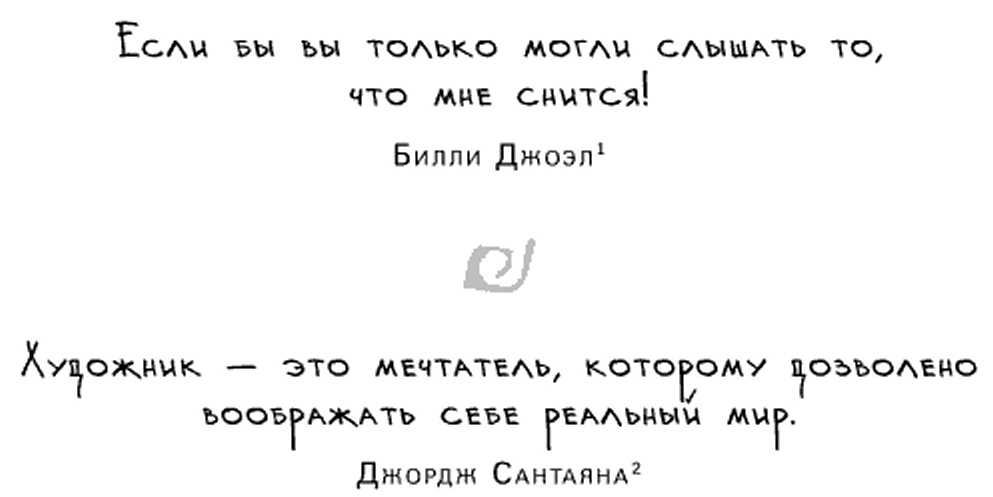 Если бы вы только могли слышать то,
что мне снится!
Билли Джоэл¹
Художник — это мечтатель, которому дозволено
воображать себе реальный мир.
Джордж Сантаяна²